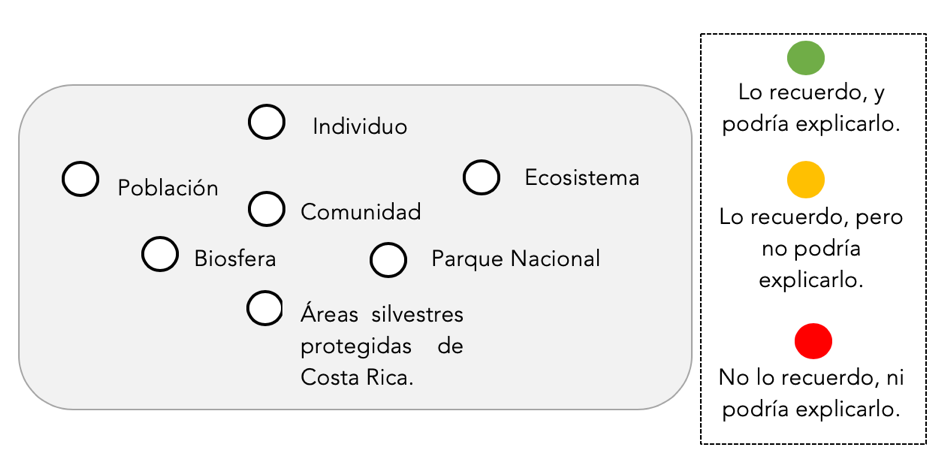 Individuo
Población
Ecosistema
Comunidad
Biosfera
Parque Nacional
Áreas silvestres
protegidas de
Costa Rica.
Lo recuerdo, y
podría explicarlo.
Lo recuerdo, pero
no podría
explicarlo.
No lo recuerdo, ni
podría explicarlo.